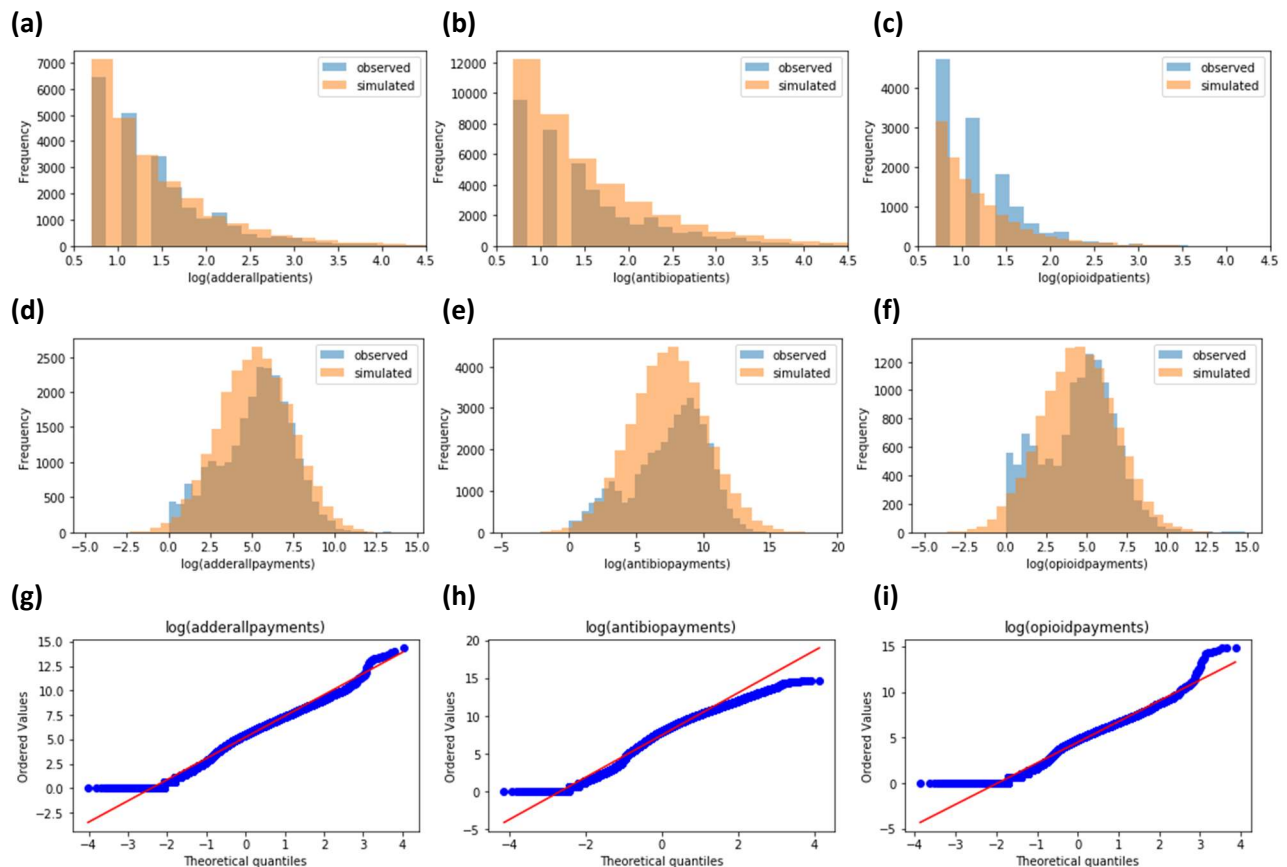 (a)
(b)
(c)
7000
6000
5000
4000
3000
2000
1000
0
Frequency
observed
simulated
0.5 1.0 1.5 2.0 2.5 3.0 3.5 4.0 4.5
log(adderallpatients)
12000
10000
8000
6000
4000
2000
0
Frequency
observed
simulated
0.5 1.0 1.5 2.0 2.5 3.0 3.5 4.0 4.5
log(antibiopatients)
4000
3000
2000
1000
0
Frequency
observed
simulated
0.5 1.0 1.5 2.0 2.5 3.0 3.5 4.0 4.5
log(opioidpatients)
(d)
(e)
(f)
2500
2000
1500
1000
500
0
Frequency
observed
simulated
−5.0 −2.5 0.0 2.5 5.0 7.5 10.0 12.5 15.0
log(adderallpayments)
4000
3000
2000
1000
0
Frequency
observed
simulated
−5 0 5 10 15 20
log(antibiopayments)
1200
1000
800
600
400
200
0
Frequency
observed
simulated
−5.0 −2.5 0.0 2.5 5.0 7.5 10.0 12.5 15.0
log(opioidpayments)
(g)
(h)
(i)
log(adderallpayments)
15.0
12.5
10.0
7.5
5.0
2.5
0.0
−2.5
Ordered Values
−4 −3 −2 −1 0 1 2 3 4
Theoretical quantiles
log(antibiopayments)
20
15
10
5
0
−5
Ordered Values
−4 −2 0 2 4
Theoretical quantiles
log(opioidpayments)
15
10
5
0
−5
Ordered Values
−4 −3 −2 −1 0 1 2 3 4
Theoretical quantiles